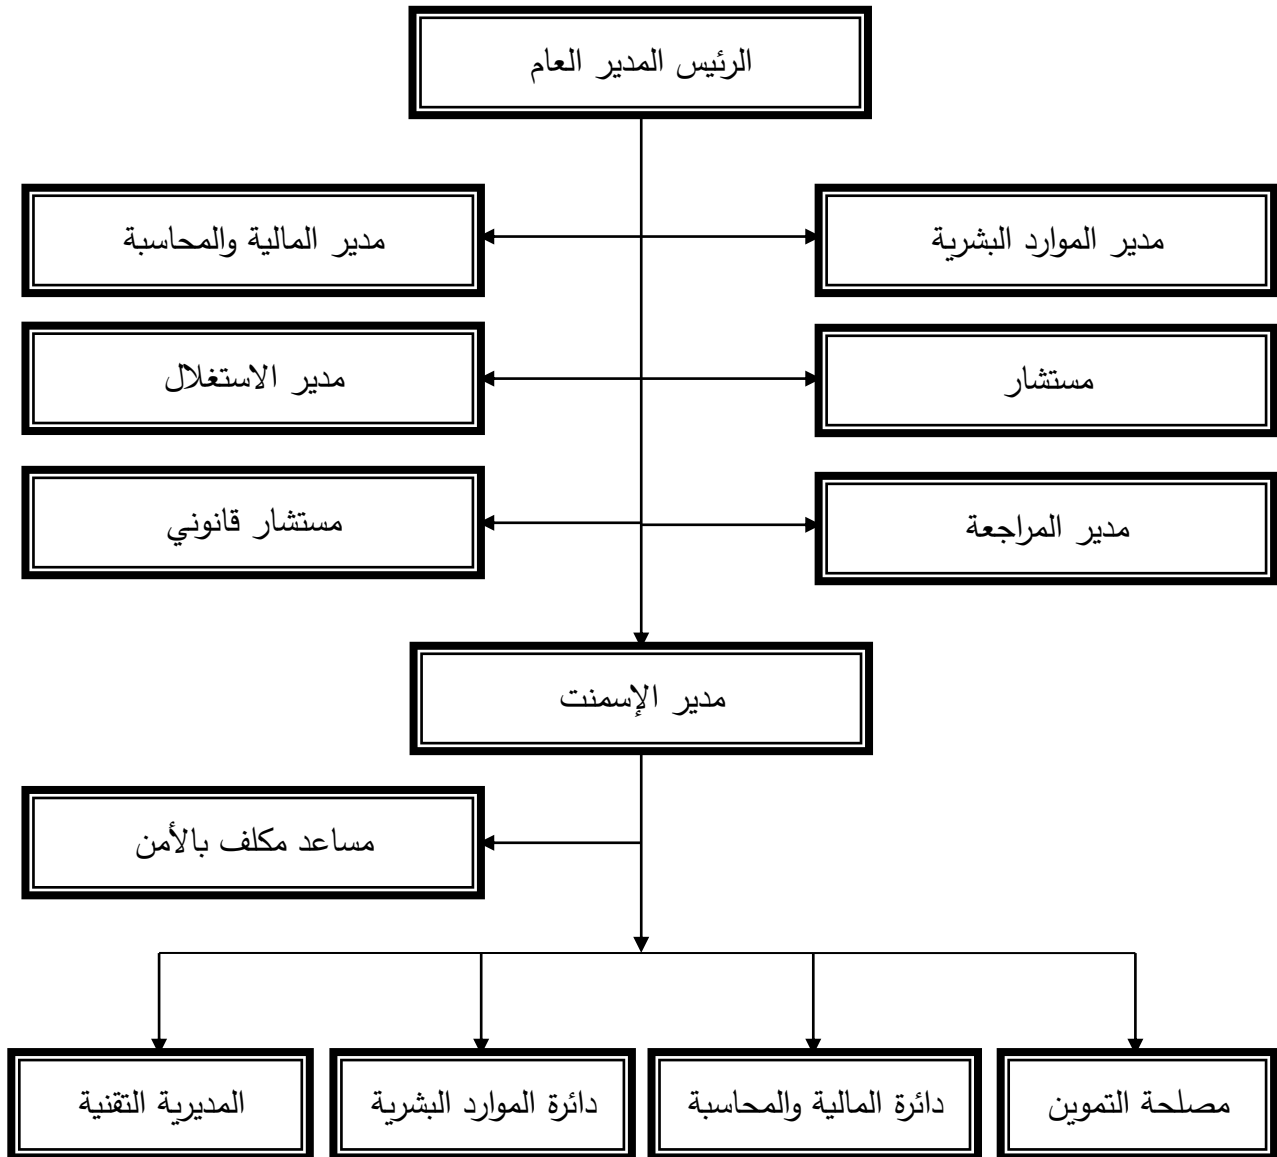 الرئيس المدير العام
مدير الموارد البشرية
مدير المالية والمحاسبة
مستشار
مدير الاستغلال
مدير المراجعة
مستشار قانوني
مدير الإسمنت
مساعد مكلف بالأمن
مصلحة التموين
دائرة المالية والمحاسبة
دائرة الموارد البشرية
المديرية التقنية